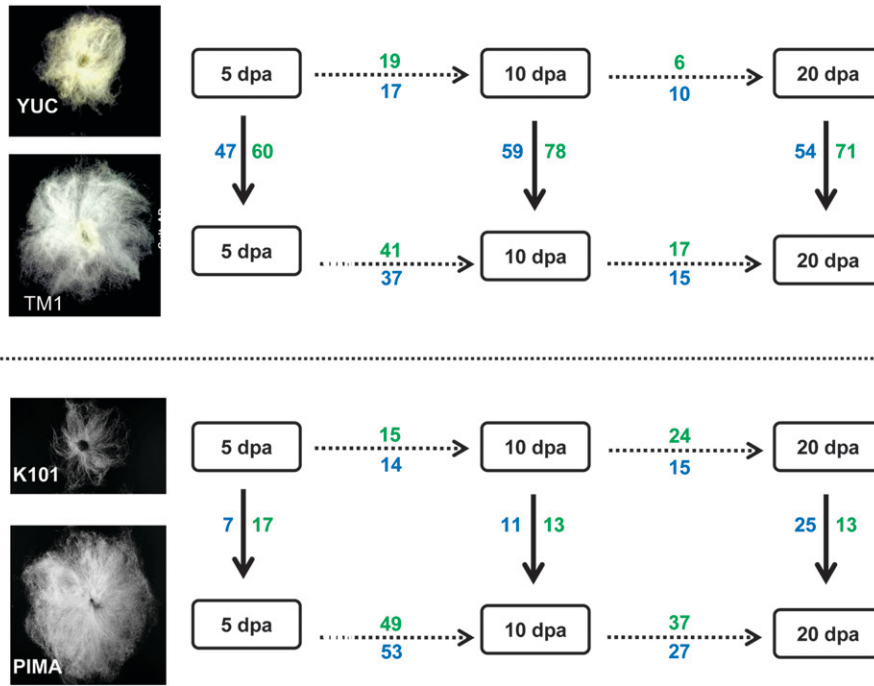 YUC
5 dpa 19 10 dpa 6 20 dpa
17 10
47 60 59 78 54 71
TM1
5 dpa 41 10 dpa 17 20 dpa
37 15
K101
5 dpa 15 10 dpa 24 20 dpa
14 15
7 17 11 13 25 13
PIMA
5 dpa 49 10 dpa 37 20 dpa
53 27